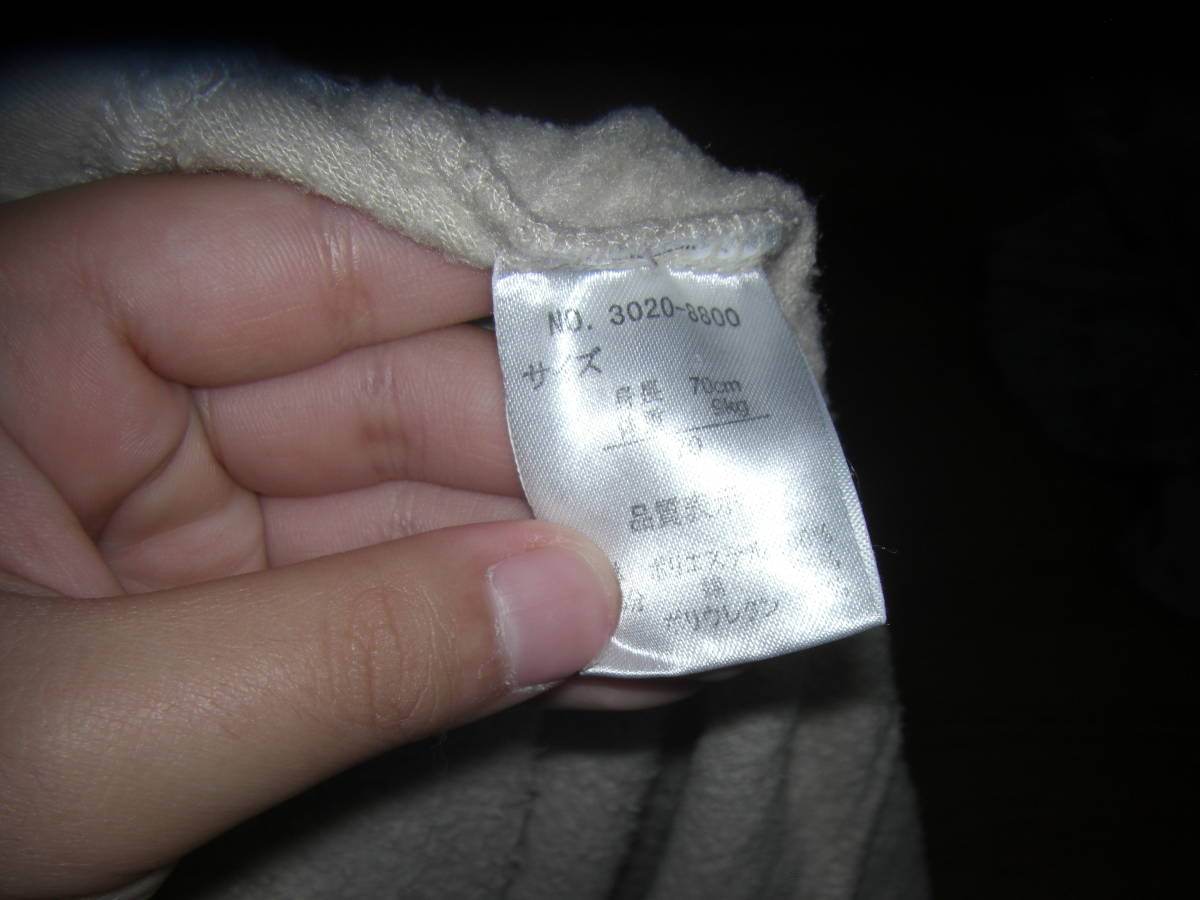 NO. 3020-8800
サイズ
身長 70cm
体重 9kg
70
品質表示
ポリエステル
ポリウレタン